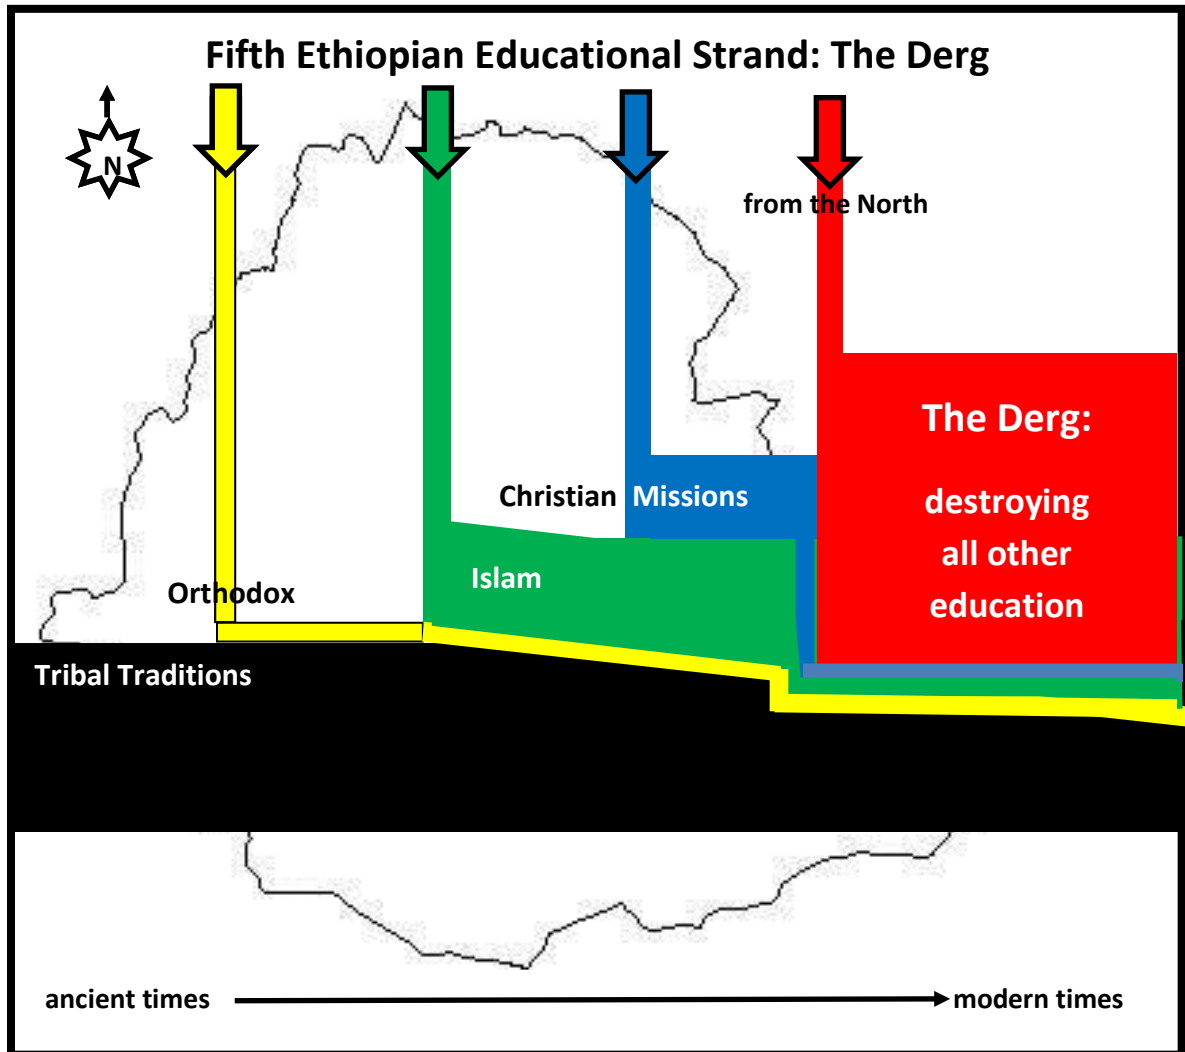 Fifth Ethiopian Educational Strand: The Derg
N
from the North
The Derg:
destroying
all other
education
Christian Missions
Islam
Orthodox
Tribal Traditions
ancient times
modern times